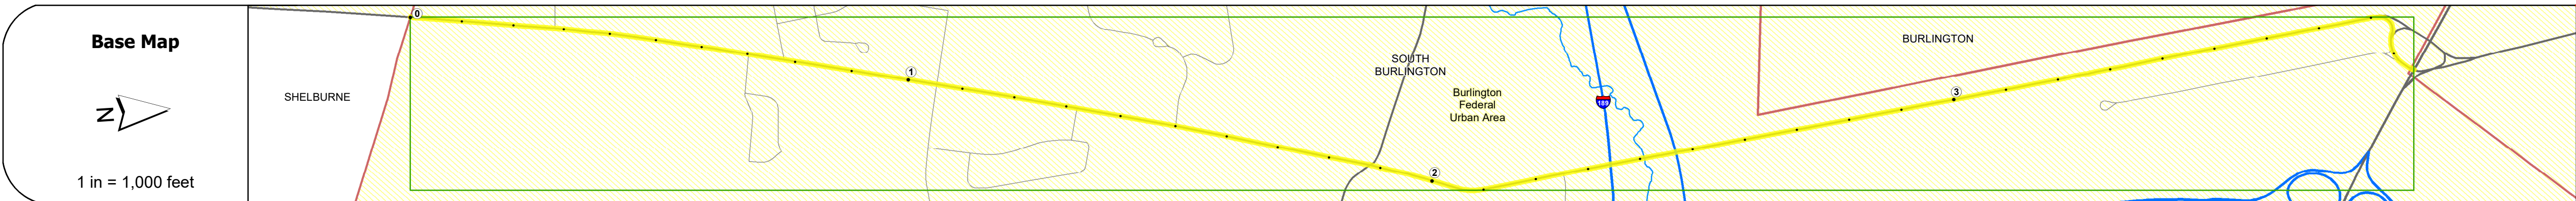 Base Map
N
1 in = 1,000 feet
SHELBURNE
0
1
SOUTH
BURLINGTON
Burlington
Federal
Urban Area
2
189
BURLINGTON
3